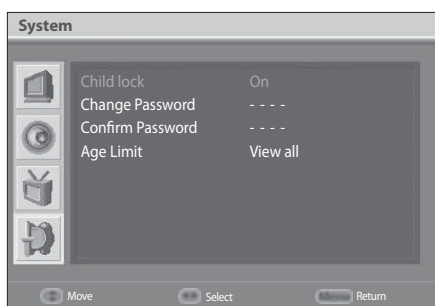 System
Child lock On
Change Password - - - -
Confirm Password - - - -
Age Limit View all
Move Select Menu Return